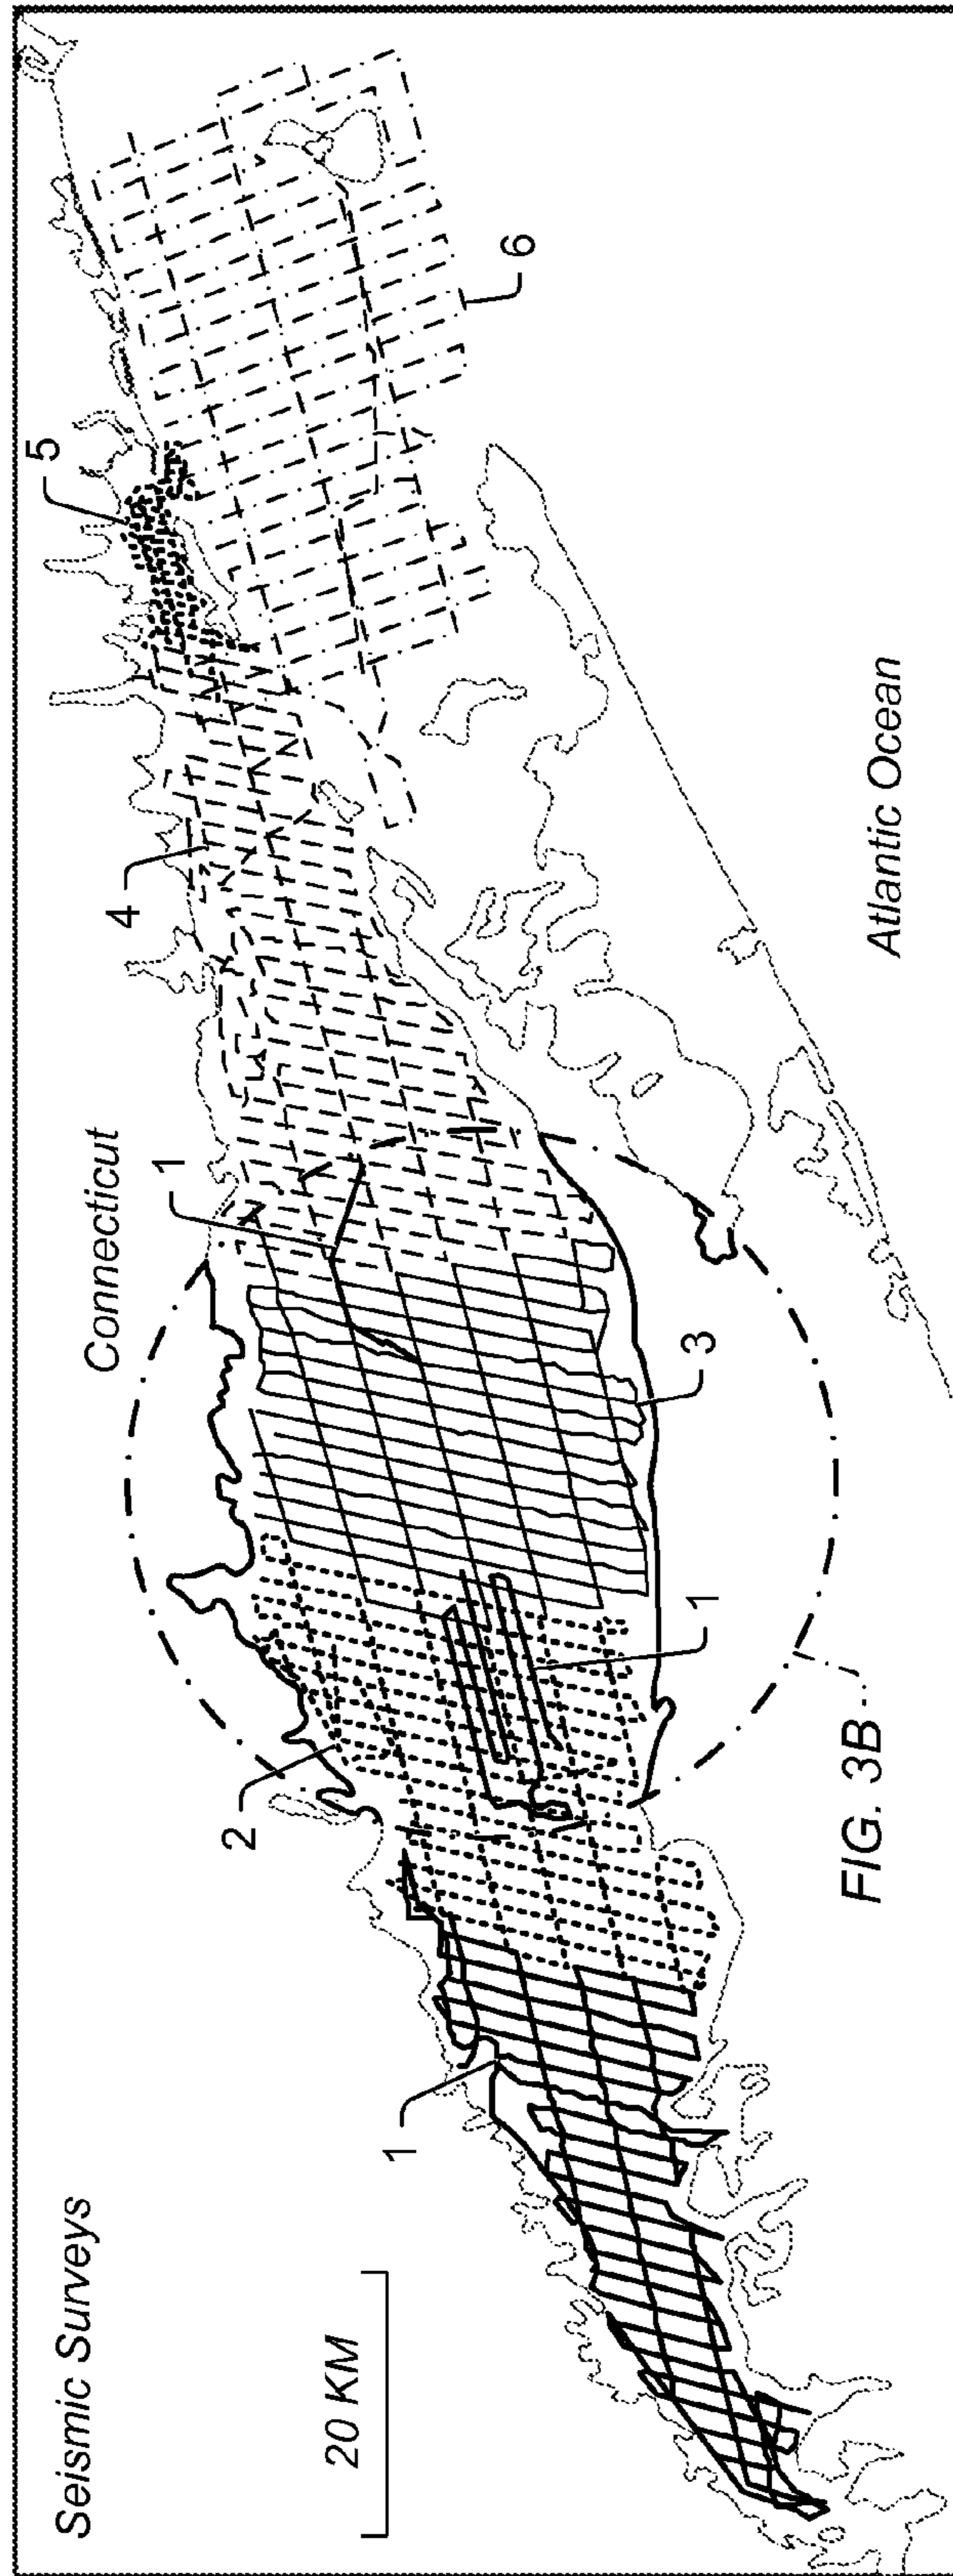 Seismic Surveys
20 KM
Connecticut
Atlantic Ocean
FIG. 3B
1
2
1
3
1
4
5
6